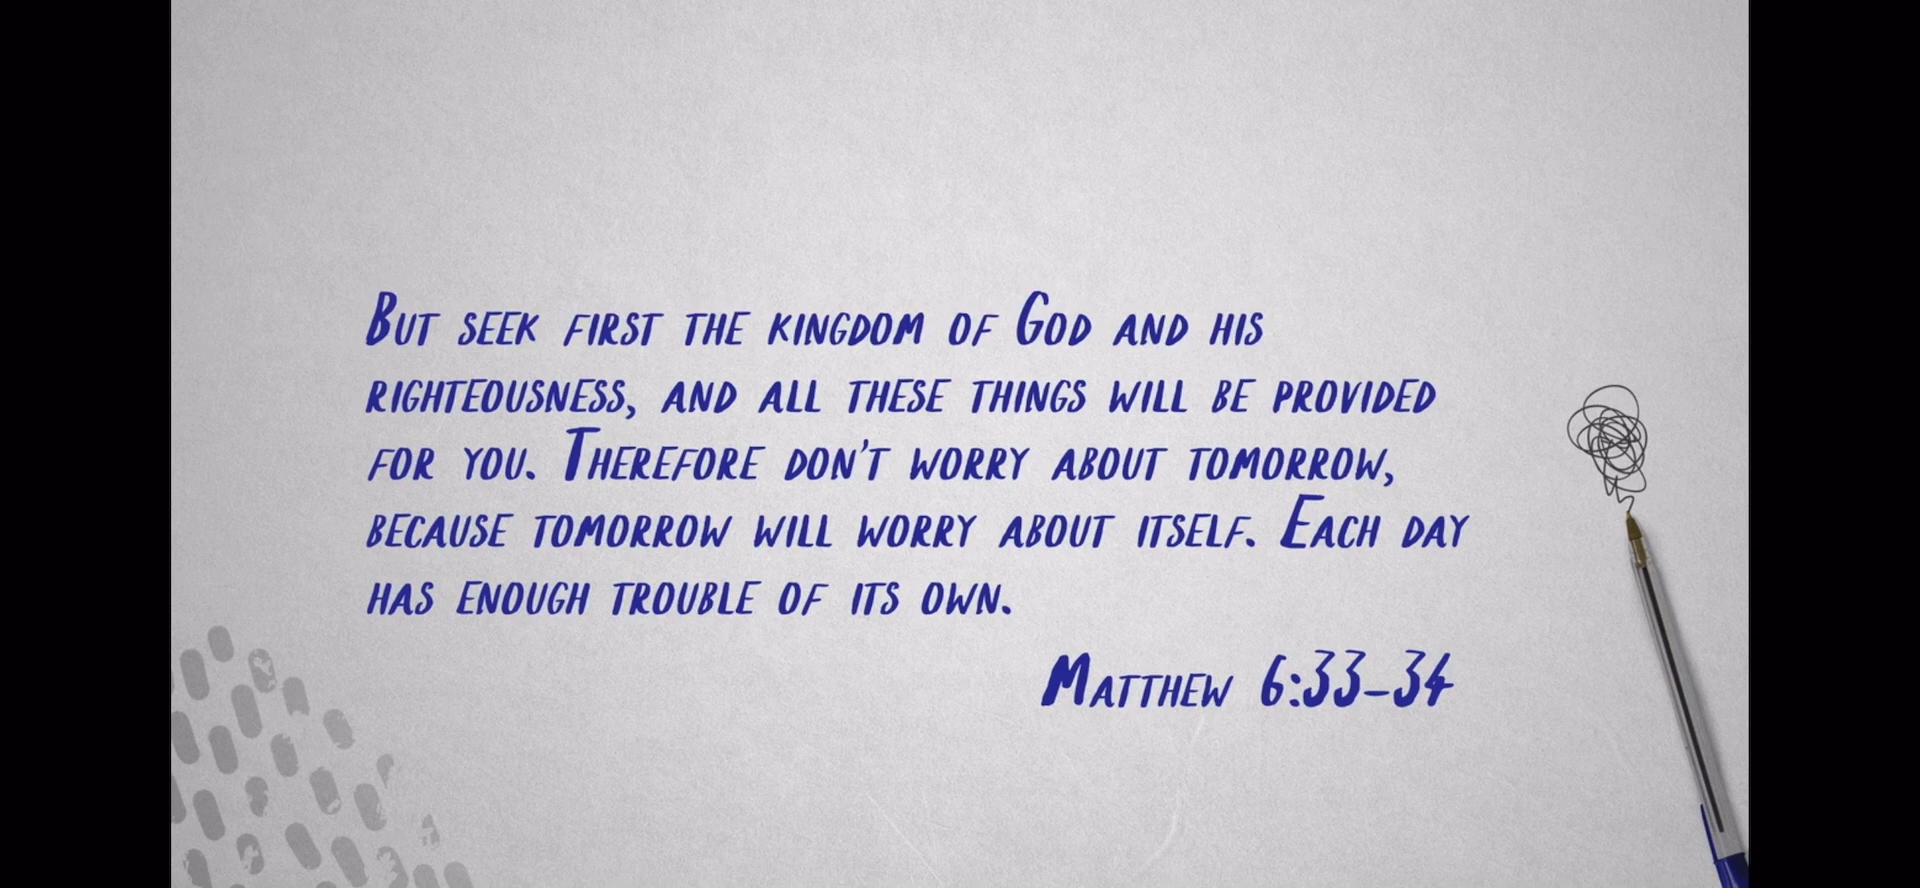 But seek first the kingdom of God and his
righteousness, and all these things will be provided
for you. Therefore don't worry about tomorrow,
because tomorrow will worry about itself. Each day
has enough trouble of its own.
Matthew 6:33-34